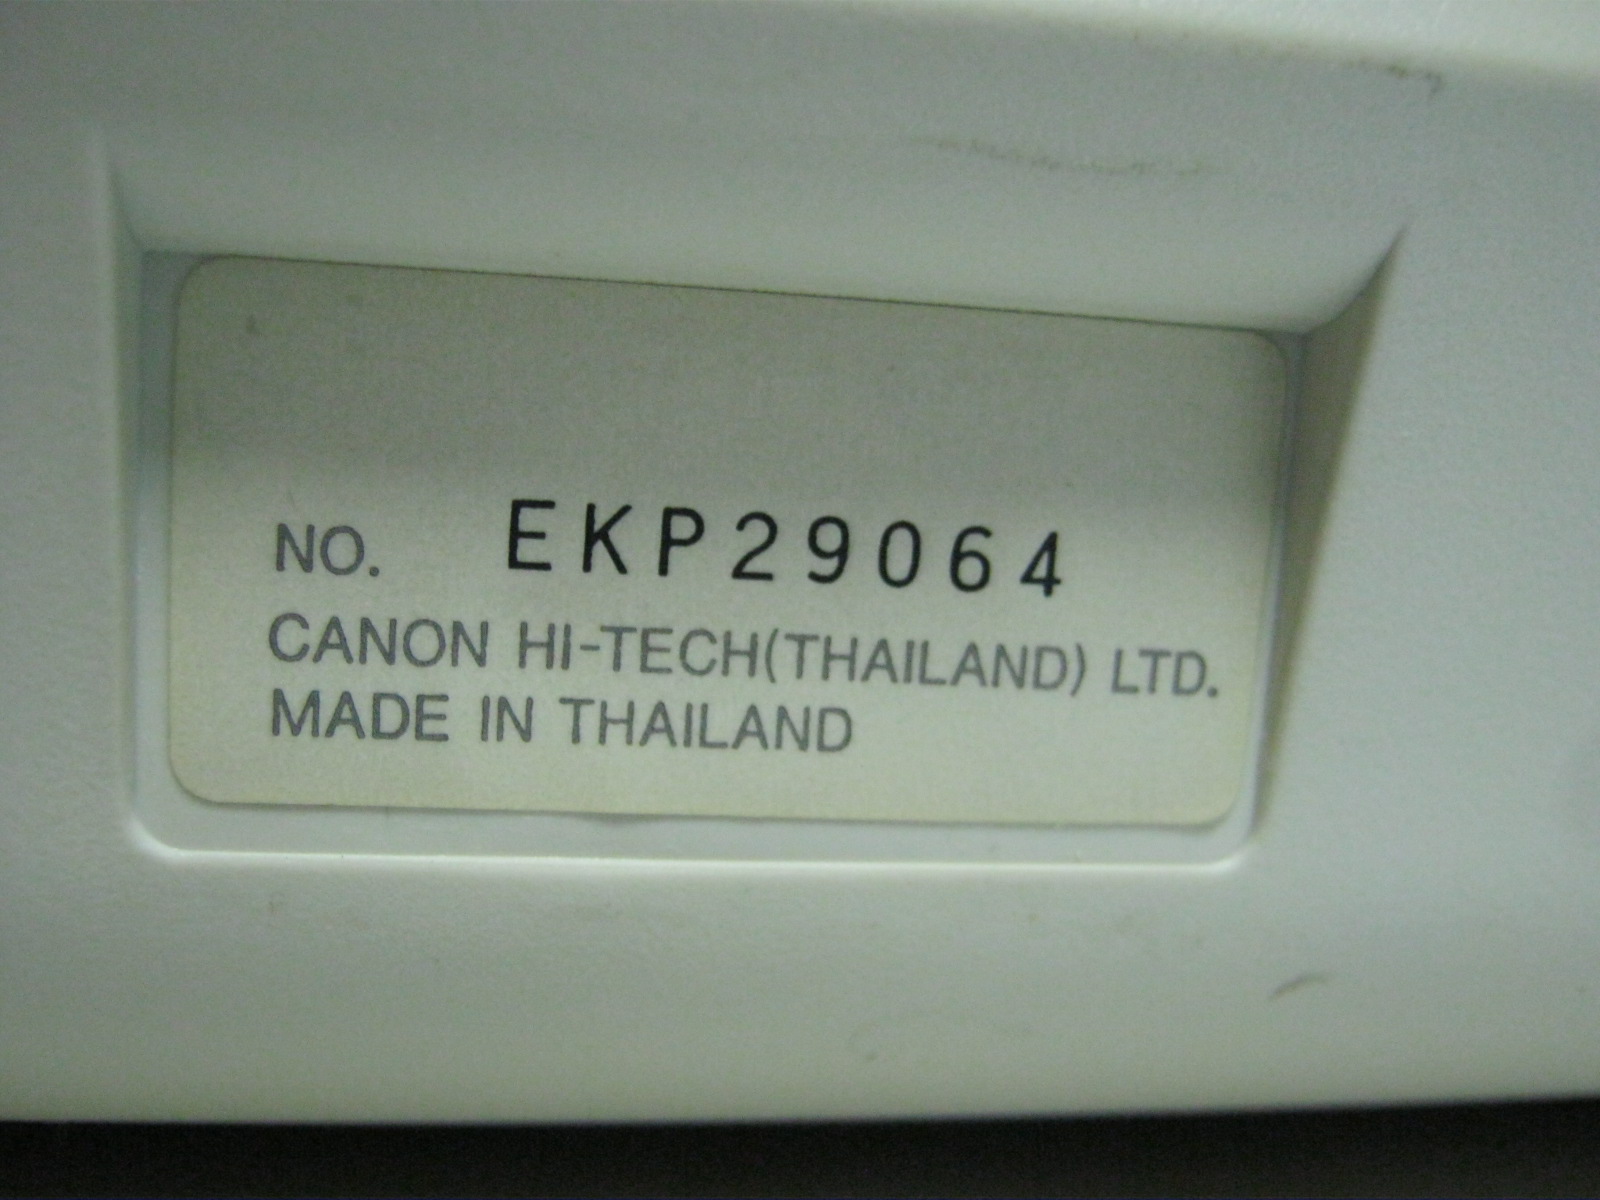 NO. EKP29064
CANON HI-TECH(THAILAND) LTD.
MADE IN THAILAND